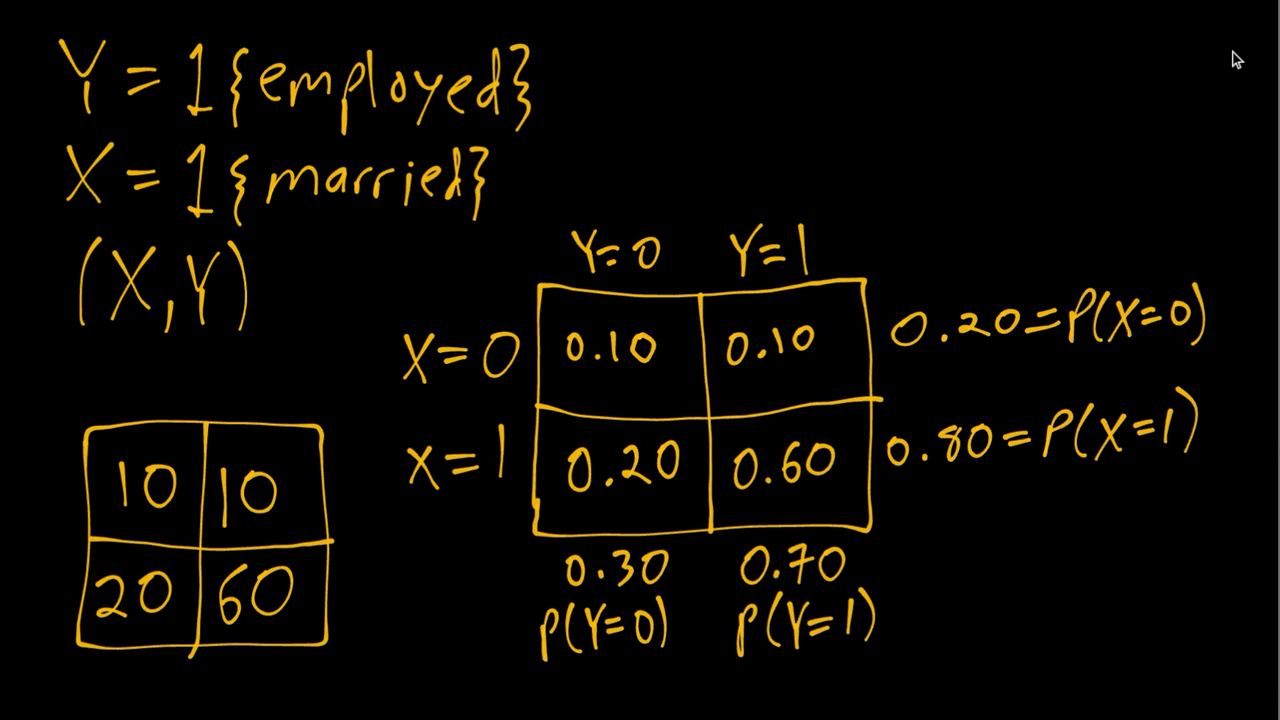 Y = 1{employed}
X = 1{married}
(X,Y)
Y=0 Y=1
X=0 0.10 0.10 0.20=P(X=0)
X=1 0.20 0.60 0.80=P(X=1)
0.30 0.70
P(Y=0) P(Y=1)
10 10
20 60